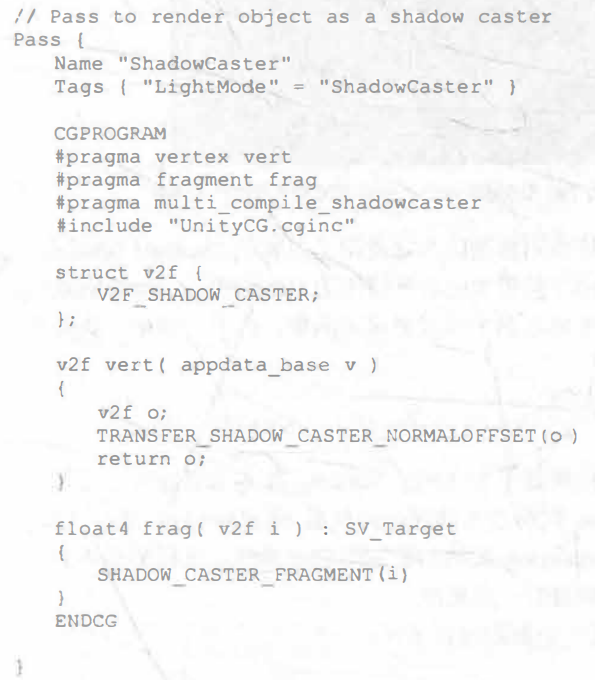 // Pass to render object as a shadow caster
Pass {
Name "ShadowCaster"
Tags { "LightMode" = "ShadowCaster" }
CGPROGRAM
#pragma vertex vert
#pragma fragment frag
#pragma multi_compile_shadowcaster
#include "UnityCG.cginc"
struct v2f {
V2F_SHADOW_CASTER;
};
v2f vert( appdata_base v )
{
v2f o;
TRANSFER_SHADOW_CASTER_NORMALOFFSET(o)
return o;
}
float4 frag( v2f i ) : SV_Target
{
SHADOW_CASTER_FRAGMENT(i)
}
ENDCG
}